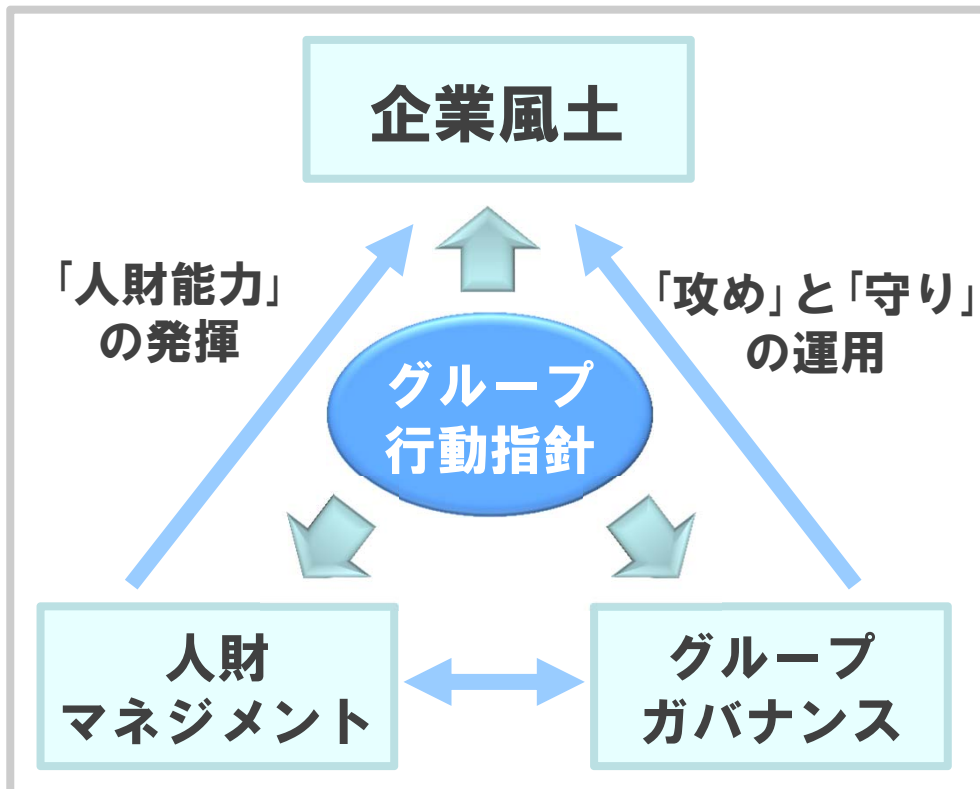 企業風土
「人財能力」
の発揮
「攻め」と「守り」
の運用
グループ
行動指針
人財
マネジメント
グループ
ガバナンス